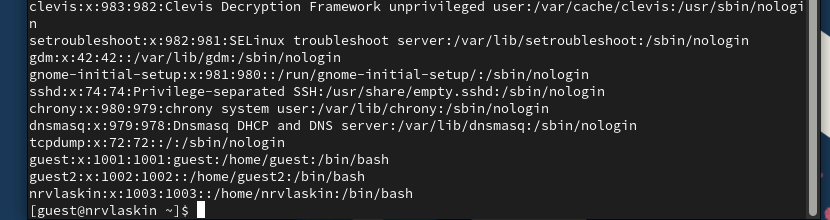 clevis:x:983:982:Clevis Decryption Framework unprivileged user:/var/cache/clevis:/usr/sbin/nologi
n
setroubleshoot:x:982:981:SELinux troubleshoot server:/var/lib/setroubleshoot:/sbin/nologin
gdm:x:42:42::/var/lib/gdm:/sbin/nologin
gnome-initial-setup:x:981:980::/run/gnome-initial-setup/:/sbin/nologin
sshd:x:74:74:Privilege-separated SSH:/usr/share/empty.sshd:/sbin/nologin
chrony:x:980:979:chrony system user:/var/lib/chrony:/sbin/nologin
dnsmasq:x:979:978:Dnsmasq DHCP and DNS server:/var/lib/dnsmasq:/sbin/nologin
tcpdump:x:72:72::/:/sbin/nologin
guest:x:1001:1001:guest:/home/guest:/bin/bash
guest2:x:1002:1002::/home/guest2:/bin/bash
nrvlaskin:x:1003:1003::/home/nrvlaskin:/bin/bash
[guest@nrvlaskin ~]$